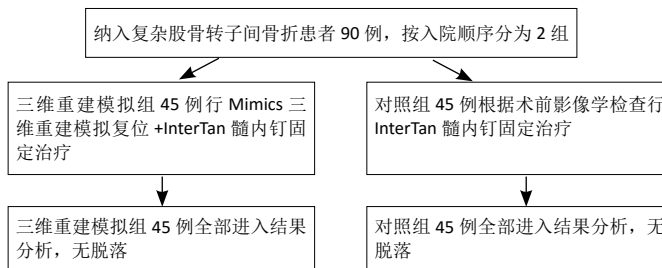 纳入复杂股骨转子间骨折患者 90 例，按入院顺序分为 2 组
三维重建模拟组 45 例行 Mimics 三
维重建模拟复位 +InterTan 髓内钉固
定治疗
对照组 45 例根据术前影像学检查行
InterTan 髓内钉固定治疗
三维重建模拟组 45 例全部进入结果
分析，无脱落
对照组 45 例全部进入结果分析，无
脱落